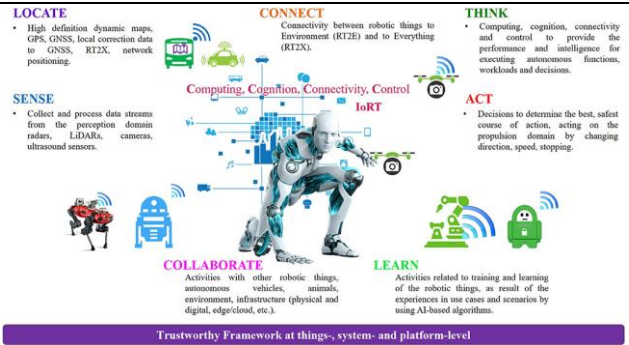 LOCATE
• High definition dynamic maps,
GPS, GNSS, local correction data
to GNSS, RT2X, network
positioning.
CONNECT
Connectivity between robotic things to
Environment (RT2E) and to Everything
(RT2X).
THINK
• Computing, cognition, connectivity
and control to provide the
performance and intelligence for
executing autonomous functions,
workloads and decisions.
Computing, Cognition, Connectivity, Control
IoRT
SENSE
• Collect and process data streams
from the perception domain
radars, LiDARs, cameras,
ultrasound sensors.
ACT
• Decisions to determine the best, safest
course of action, acting on the
propulsion domain by changing
direction, speed, stopping.
COLLABORATE
Activities with other robotic things,
autonomous vehicles, animals,
environment, infrastructure (physical and
digital, edge/cloud, etc.).
LEARN
Activities related to training and learning
of the robotic things, as result of the
experiences in use cases and scenarios by
using AI-based algorithms.
Trustworthy Framework at things-, system- and platform-level